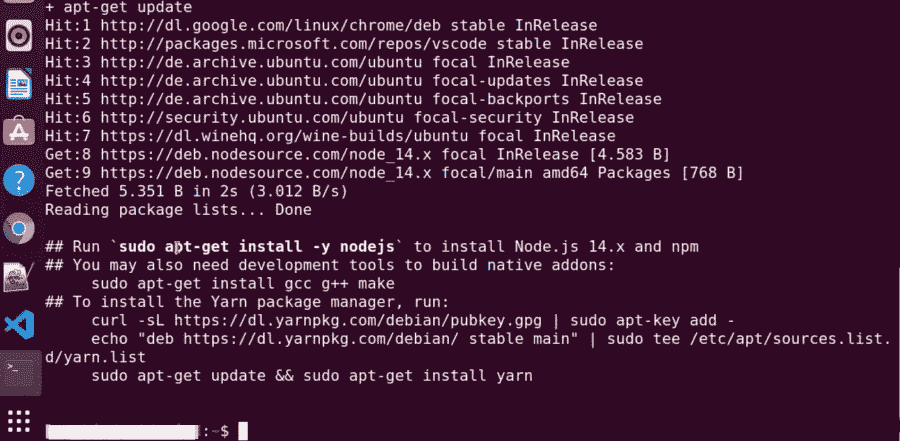 + apt-get update
Hit:1 http://dl.google.com/linux/chrome/deb stable InRelease
Hit:2 http://packages.microsoft.com/repos/vscode stable InRelease
Hit:3 http://de.archive.ubuntu.com/ubuntu focal InRelease
Hit:4 http://de.archive.ubuntu.com/ubuntu focal-updates InRelease
Hit:5 http://de.archive.ubuntu.com/ubuntu focal-backports InRelease
Hit:6 http://security.ubuntu.com/ubuntu focal-security InRelease
Hit:7 https://dl.winehq.org/wine-builds/ubuntu focal InRelease
Get:8 https://deb.nodesource.com/node_14.x focal InRelease [4.583 B]
Get:9 https://deb.nodesource.com/node_14.x focal/main amd64 Packages [768 B]
Fetched 5.351 B in 2s (3.012 B/s)
Reading package lists... Done
## Run `sudo apt-get install -y nodejs` to install Node.js 14.x and npm
## You may also need development tools to build native addons:
sudo apt-get install gcc g++ make
## To install the Yarn package manager, run:
curl -sL https://dl.yarnpkg.com/debian/pubkey.gpg | sudo apt-key add -
echo "deb https://dl.yarnpkg.com/debian/ stable main" | sudo tee /etc/apt/sources.list.
d/yarn.list
sudo apt-get update && sudo apt-get install yarn
:~$